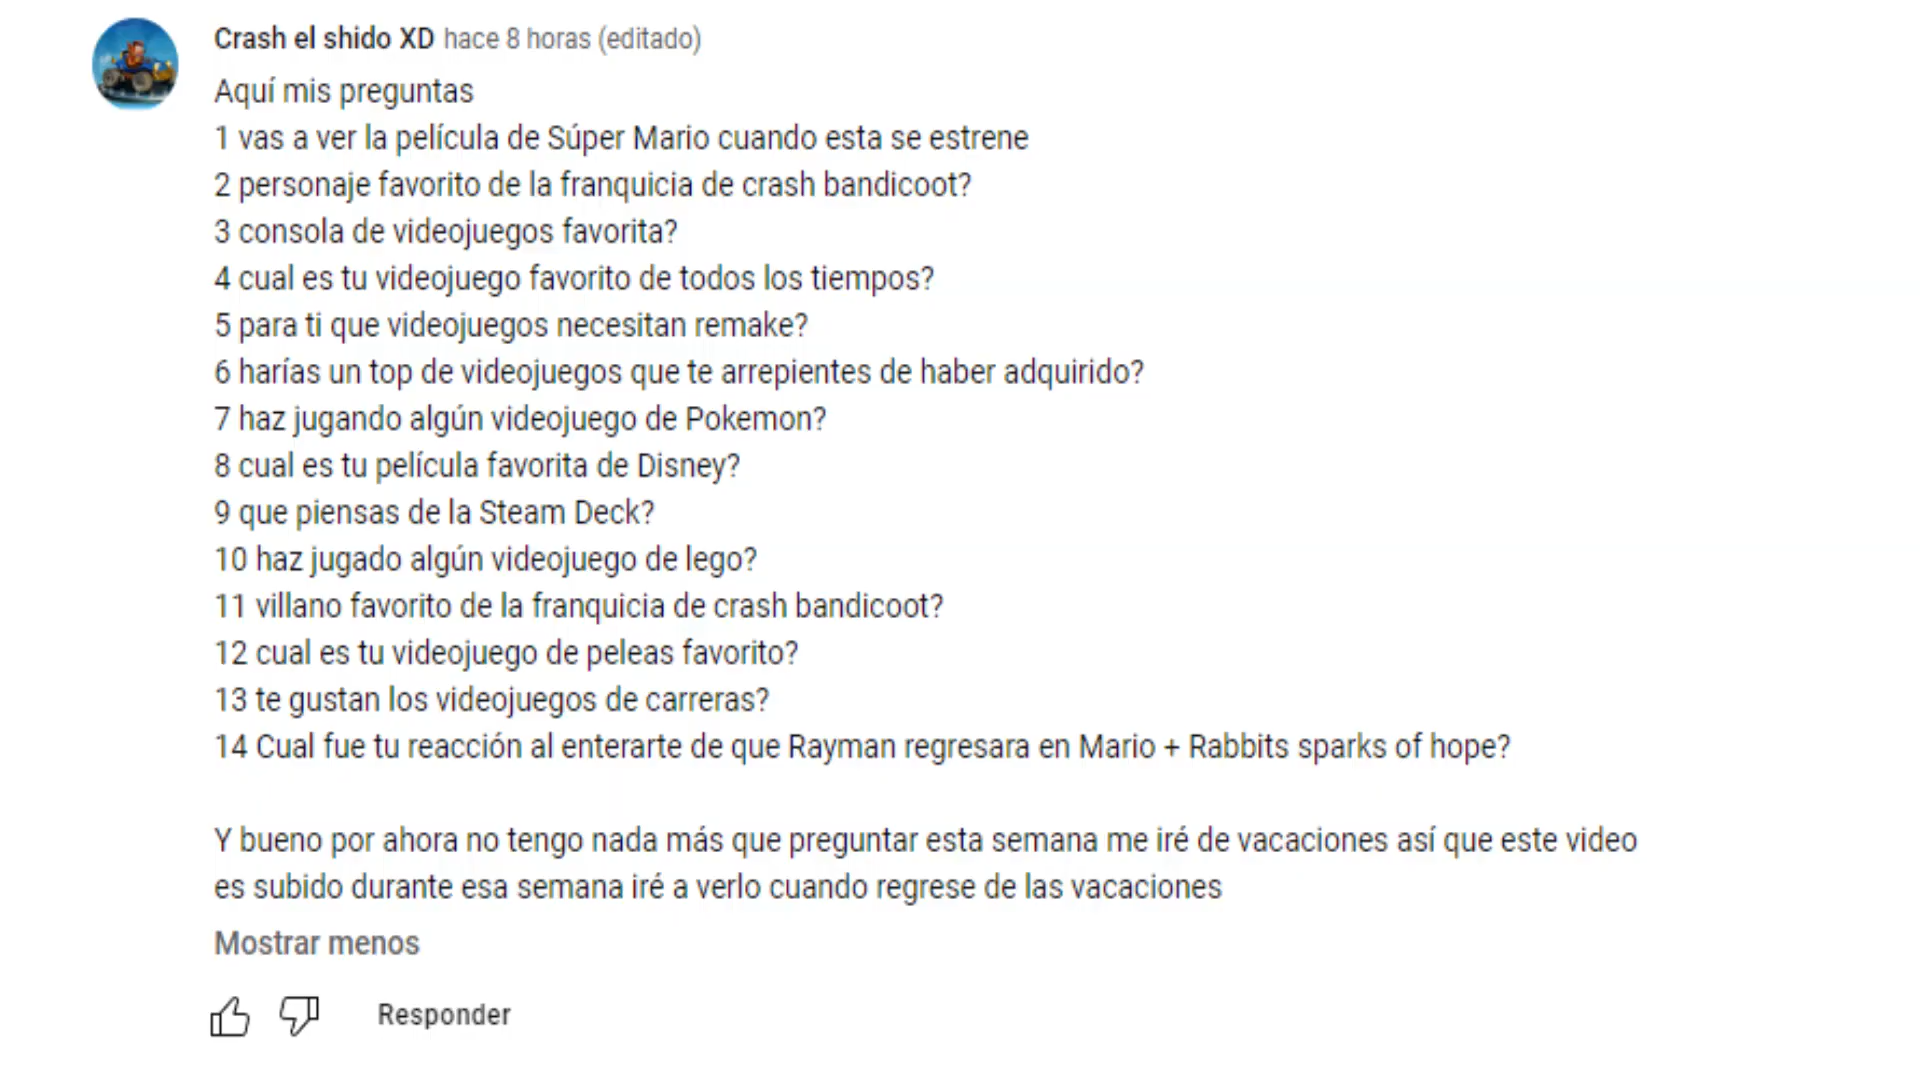 Crash el shido XD hace 8 horas (editado)
Aquí mis preguntas
1 vas a ver la película de Súper Mario cuando esta se estrene
2 personaje favorito de la franquicia de crash bandicoot?
3 consola de videojuegos favorita?
4 cual es tu videojuego favorito de todos los tiempos?
5 para ti que videojuegos necesitan remake?
6 harías un top de videojuegos que te arrepientes de haber adquirido?
7 haz jugando algún videojuego de Pokemon?
8 cual es tu película favorita de Disney?
9 que piensas de la Steam Deck?
10 haz jugado algún videojuego de lego?
11 villano favorito de la franquicia de crash bandicoot?
12 cual es tu videojuego de peleas favorito?
13 te gustan los videojuegos de carreras?
14 Cual fue tu reacción al enterarte de que Rayman regresara en Mario + Rabbits sparks of hope?
Y bueno por ahora no tengo nada más que preguntar esta semana me iré de vacaciones así que este video
es subido durante esa semana iré a verlo cuando regrese de las vacaciones
Mostrar menos
Responder